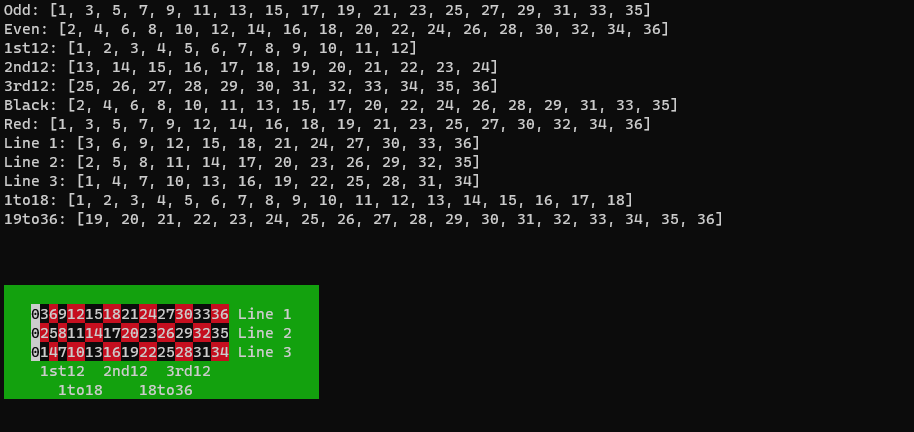 Odd: [1, 3, 5, 7, 9, 11, 13, 15, 17, 19, 21, 23, 25, 27, 29, 31, 33, 35]
Even: [2, 4, 6, 8, 10, 12, 14, 16, 18, 20, 22, 24, 26, 28, 30, 32, 34, 36]
1st12: [1, 2, 3, 4, 5, 6, 7, 8, 9, 10, 11, 12]
2nd12: [13, 14, 15, 16, 17, 18, 19, 20, 21, 22, 23, 24]
3rd12: [25, 26, 27, 28, 29, 30, 31, 32, 33, 34, 35, 36]
Black: [2, 4, 6, 8, 10, 11, 13, 15, 17, 20, 22, 24, 26, 28, 29, 31, 33, 35]
Red: [1, 3, 5, 7, 9, 12, 14, 16, 18, 19, 21, 23, 25, 27, 30, 32, 34, 36]
Line 1: [3, 6, 9, 12, 15, 18, 21, 24, 27, 30, 33, 36]
Line 2: [2, 5, 8, 11, 14, 17, 20, 23, 26, 29, 32, 35]
Line 3: [1, 4, 7, 10, 13, 16, 19, 22, 25, 28, 31, 34]
1to18: [1, 2, 3, 4, 5, 6, 7, 8, 9, 10, 11, 12, 13, 14, 15, 16, 17, 18]
19to36: [19, 20, 21, 22, 23, 24, 25, 26, 27, 28, 29, 30, 31, 32, 33, 34, 35, 36]
0369121518212427303336 Line 1
0258111417202326293235 Line 2
0147101316192225283134 Line 3
1st12  2nd12  3rd12
1to18    18to36